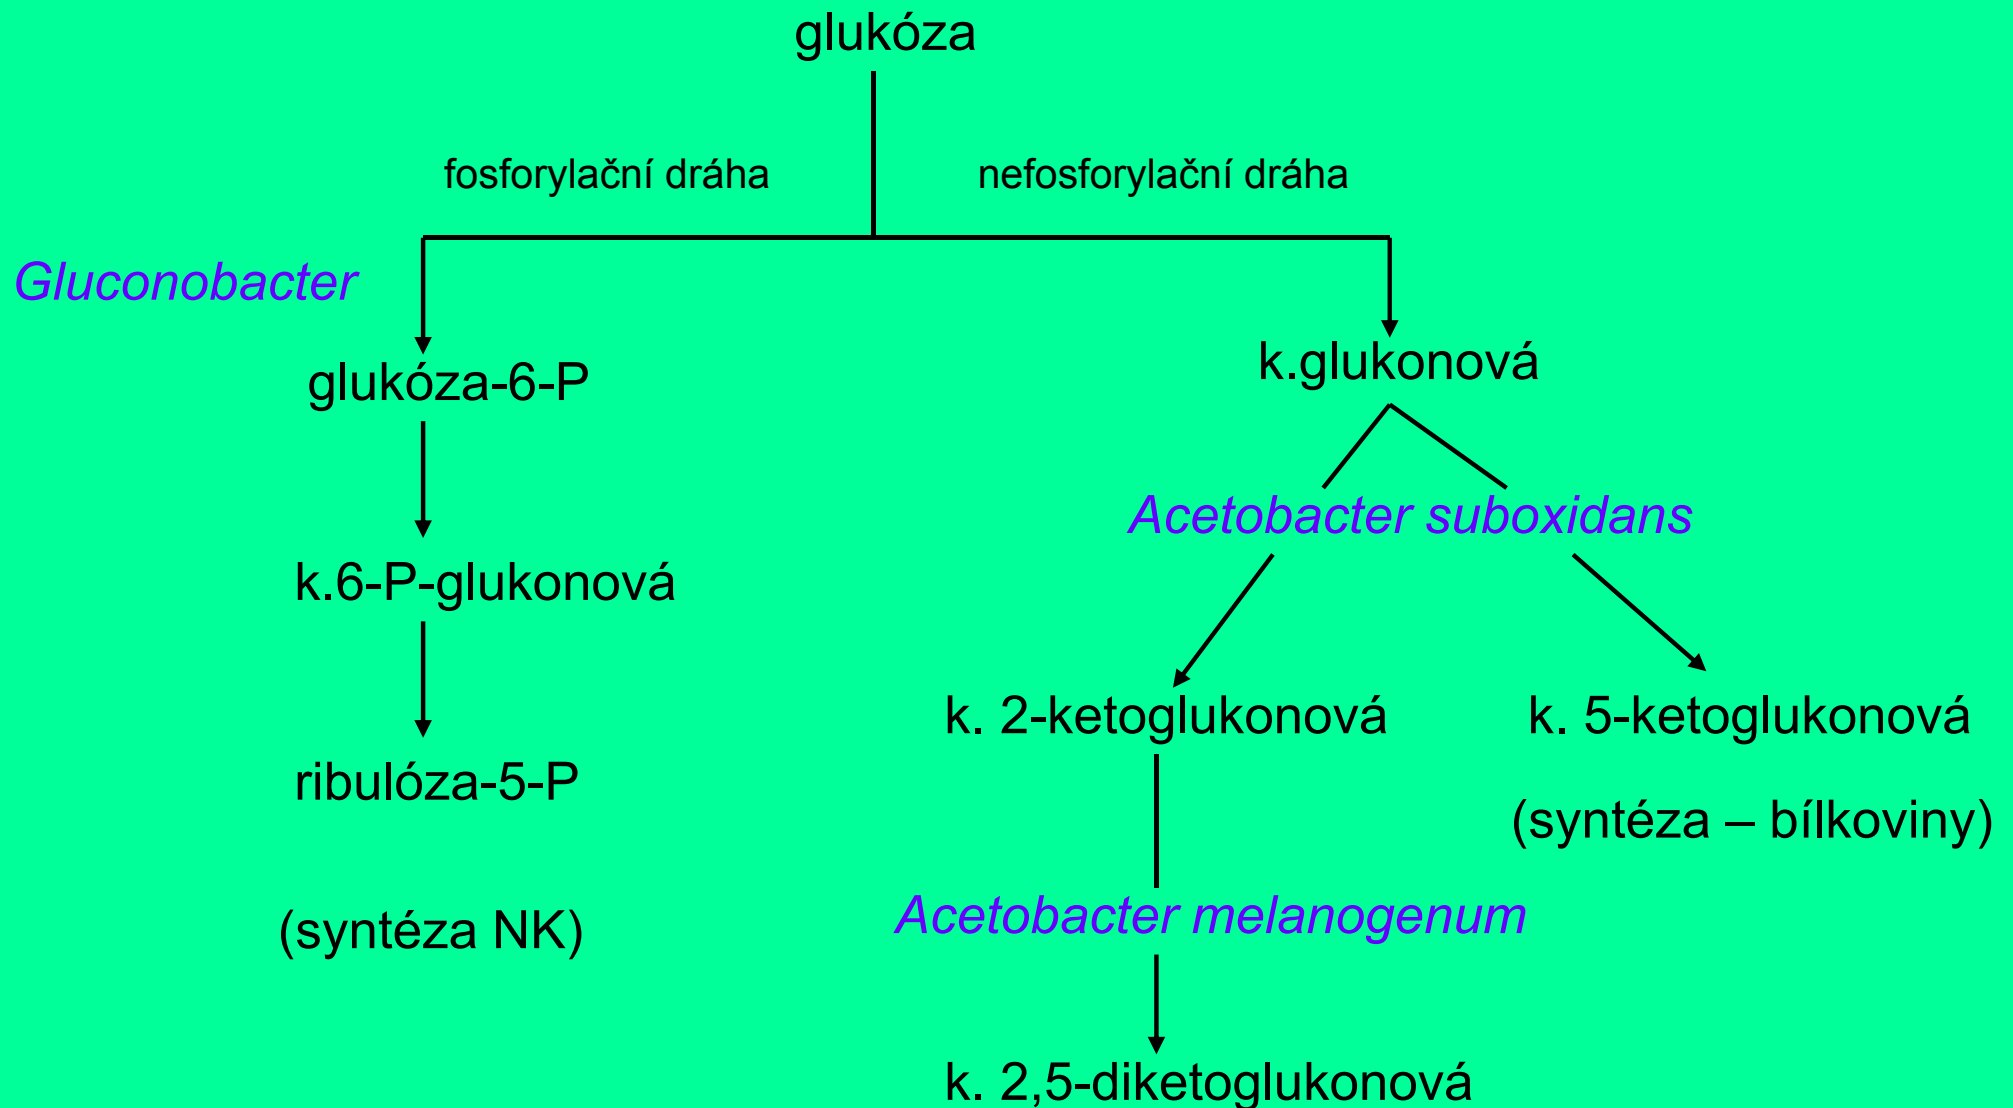 glukóza
fosforylační dráha
nefosforylační dráha
Gluconobacter
glukóza-6-P
k.glukonová
Acetobacter suboxidans
k.6-P-glukonová
k. 2-ketoglukonová
k. 5-ketoglukonová
ribulóza-5-P
(syntéza – bílkoviny)
(syntéza NK)
Acetobacter melanogenum
k. 2,5-diketoglukonová